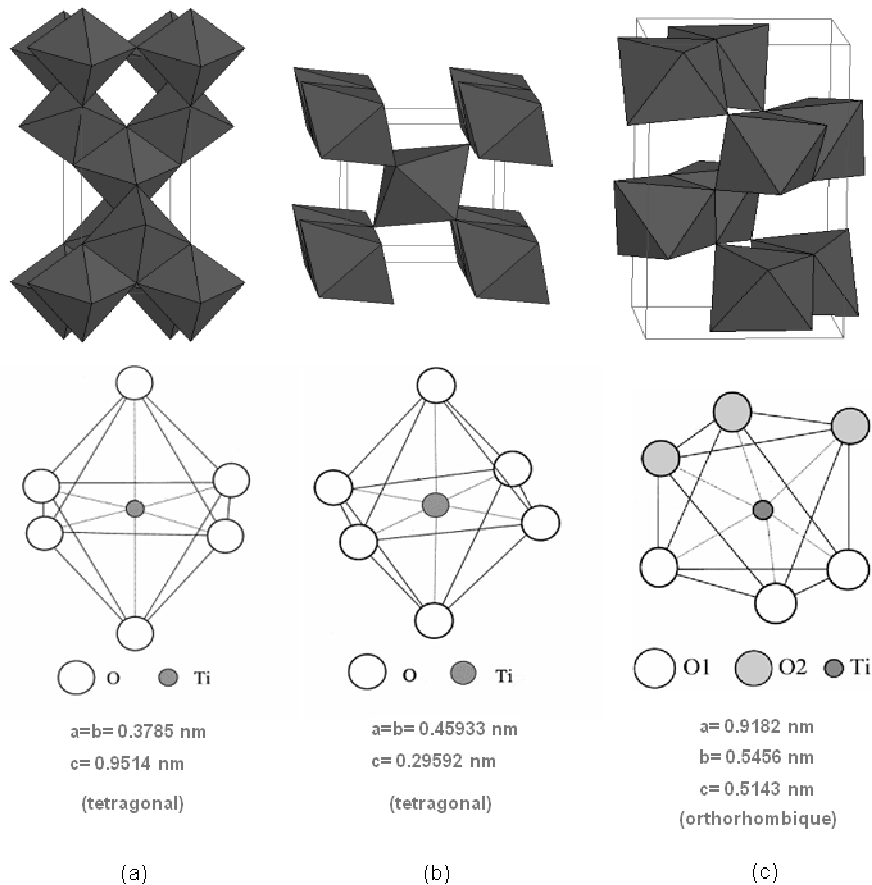 O Ti
O Ti
O1 O2 Ti
a=b= 0.3785 nm
c= 0.9514 nm
(tetragonal)
a=b= 0.45933 nm
c= 0.29592 nm
(tetragonal)
a= 0.9182 nm
b= 0.5456 nm
c= 0.5143 nm
(orthorhombique)
(a)
(b)
(c)